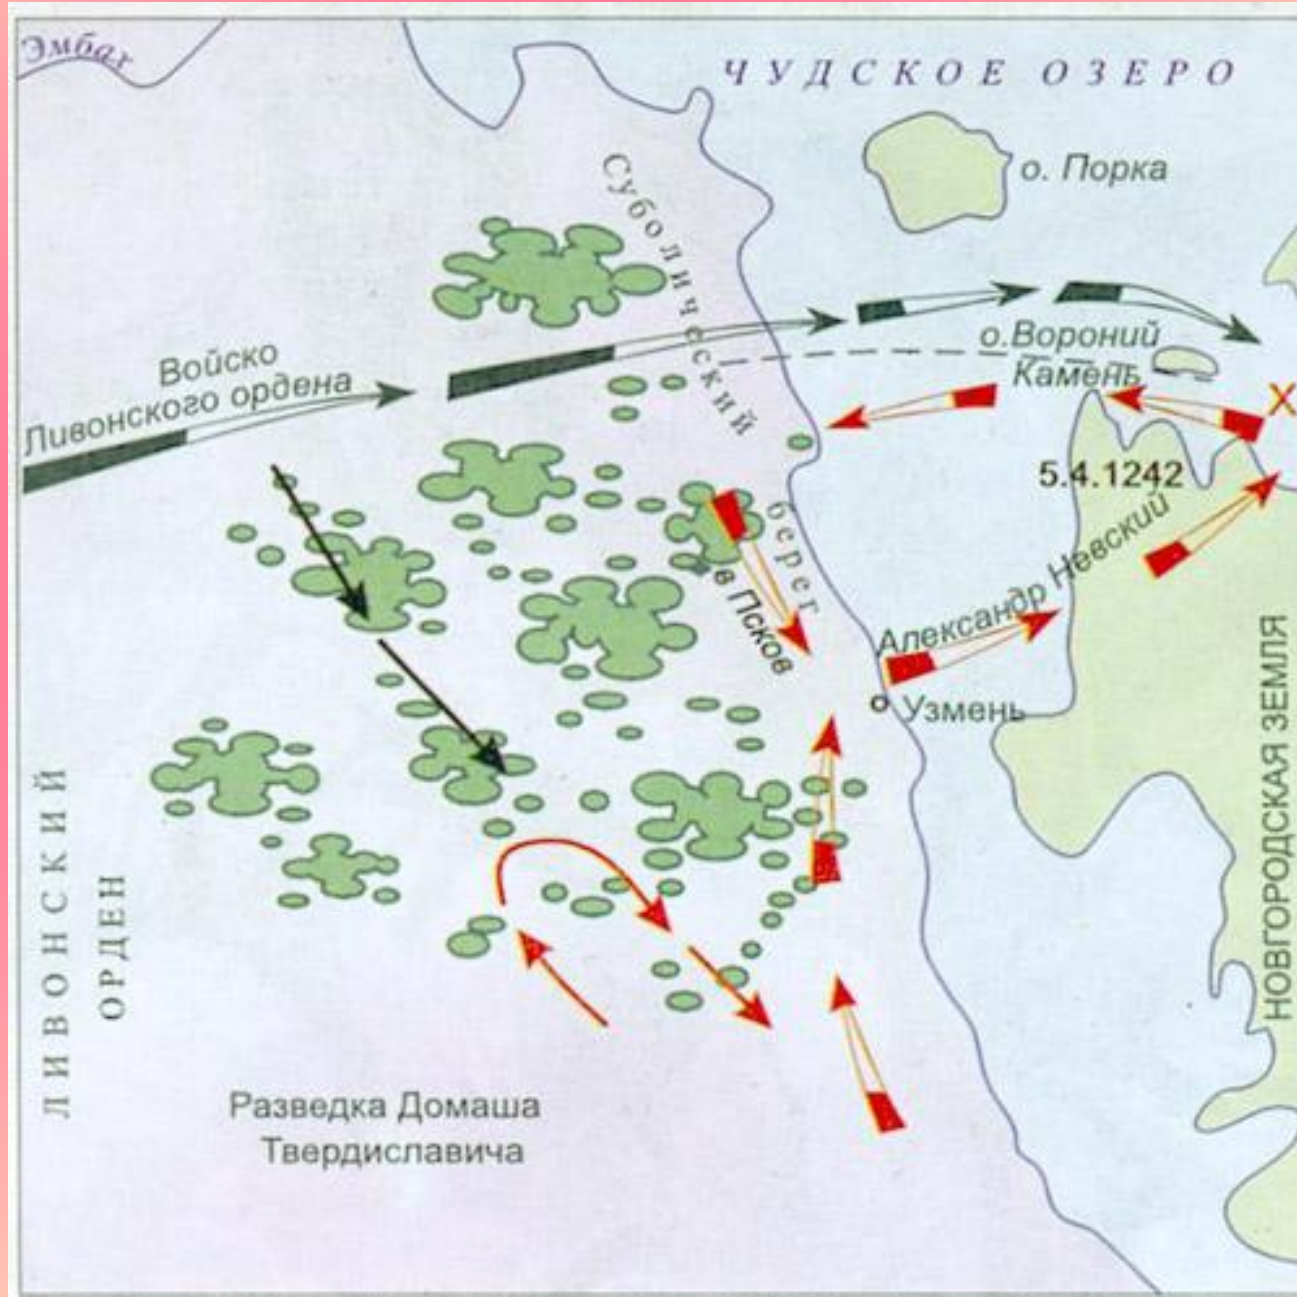 Эмбах
ЧУДСКОЕ ОЗЕРО
о. Порка
Суболический
берег
о.Вороний
Камень
Войско
Ливонского ордена
Х
5.4.1242
Александр Невский
в Псков
Узмень
НОВГОРОДСКАЯ ЗЕМЛЯ
ЛИВОНСКИЙ
ОРДЕН
Разведка Домаша
Твердиславича